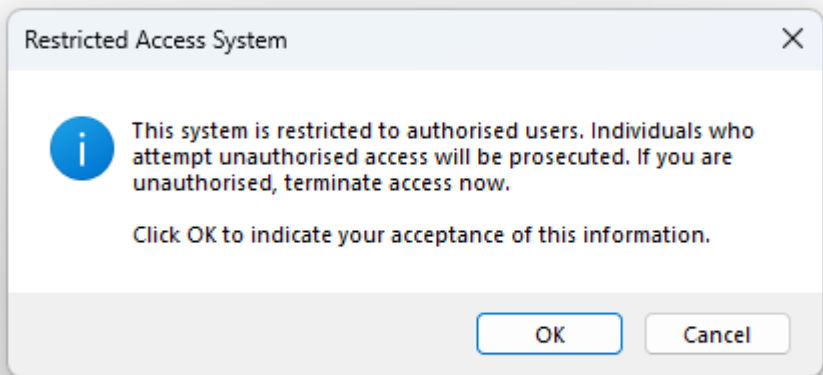 Restricted Access System
This system is restricted to authorised users. Individuals who
attempt unauthorised access will be prosecuted. If you are
unauthorised, terminate access now.
Click OK to indicate your acceptance of this information.
OK
Cancel